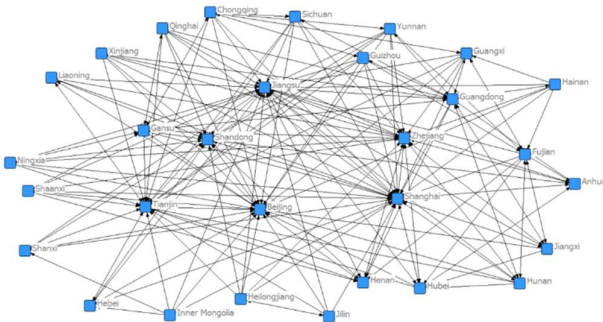 Chongqing
Sichuan
Qinghai
Yunnan
Xinjiang
Guizhou
Guangxi
Liaoning
Jiangsu
Hainan
Guangdong
Gansu
Shandong
Zhejiang
Fujian
Ningxia
Anhui
Shaanxi
Tianjin
Beijing
Shanghai
Shanxi
Jiangxi
Henan
Hubei
Hunan
Hebei
Heilongjiang
Inner Mongolia
Jilin